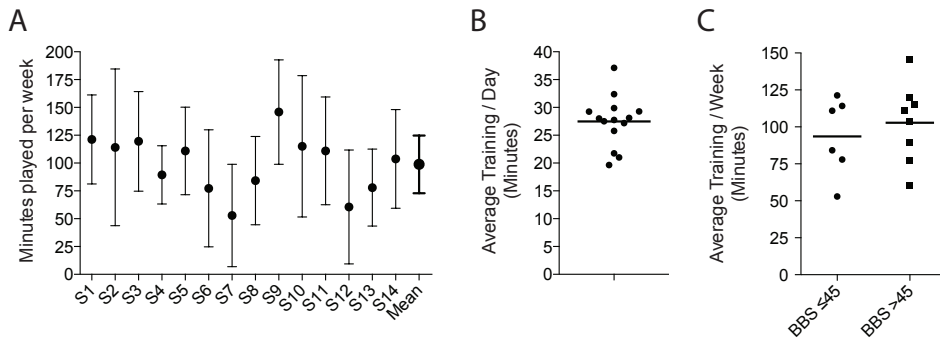 A
Minutes played per week
200
175
150
125
100
75
50
25
0
S1
S2
S3
S4
S5
S6
S7
S8
S9
S10
S11
S12
S13
S14
Mean
B
Average Training / Day
(Minutes)
40
35
30
25
20
15
10
5
0
C
Average Training / Week
(Minutes)
150
125
100
75
50
25
0
BBS ≤45
BBS >45